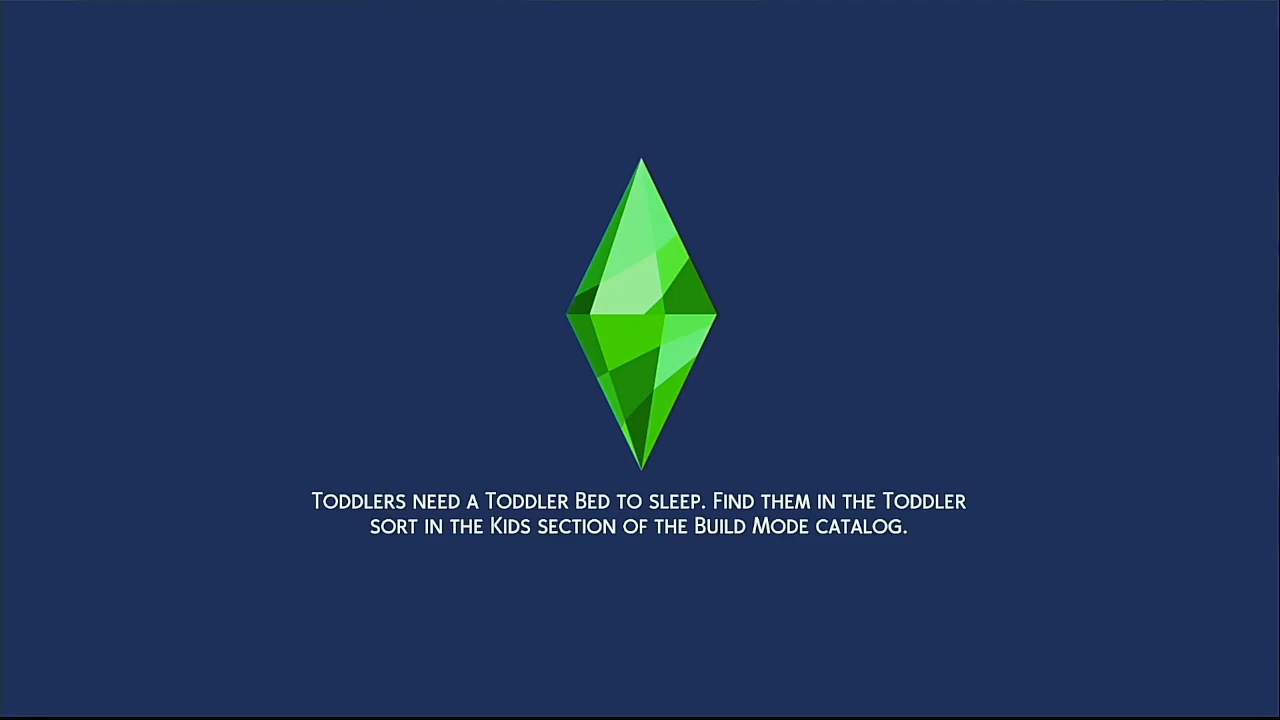 Toddlers need a Toddler Bed to sleep. Find them in the Toddler
sort in the Kids section of the Build Mode catalog.